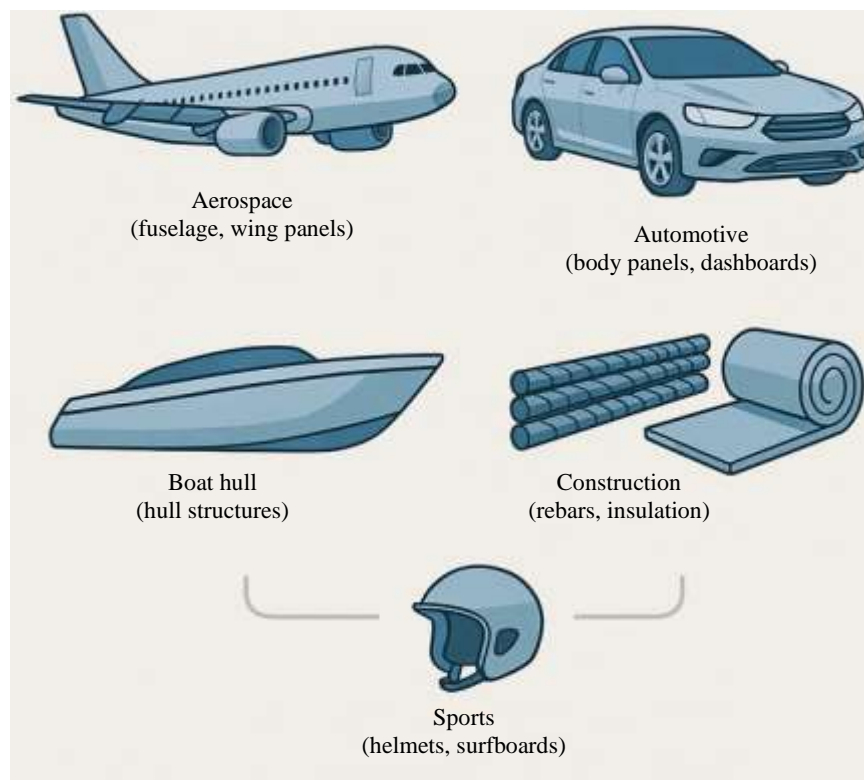 Aerospace
(fuselage, wing panels)
Automotive
(body panels, dashboards)
Boat hull
(hull structures)
Construction
(rebars, insulation)
Sports
(helmets, surfboards)